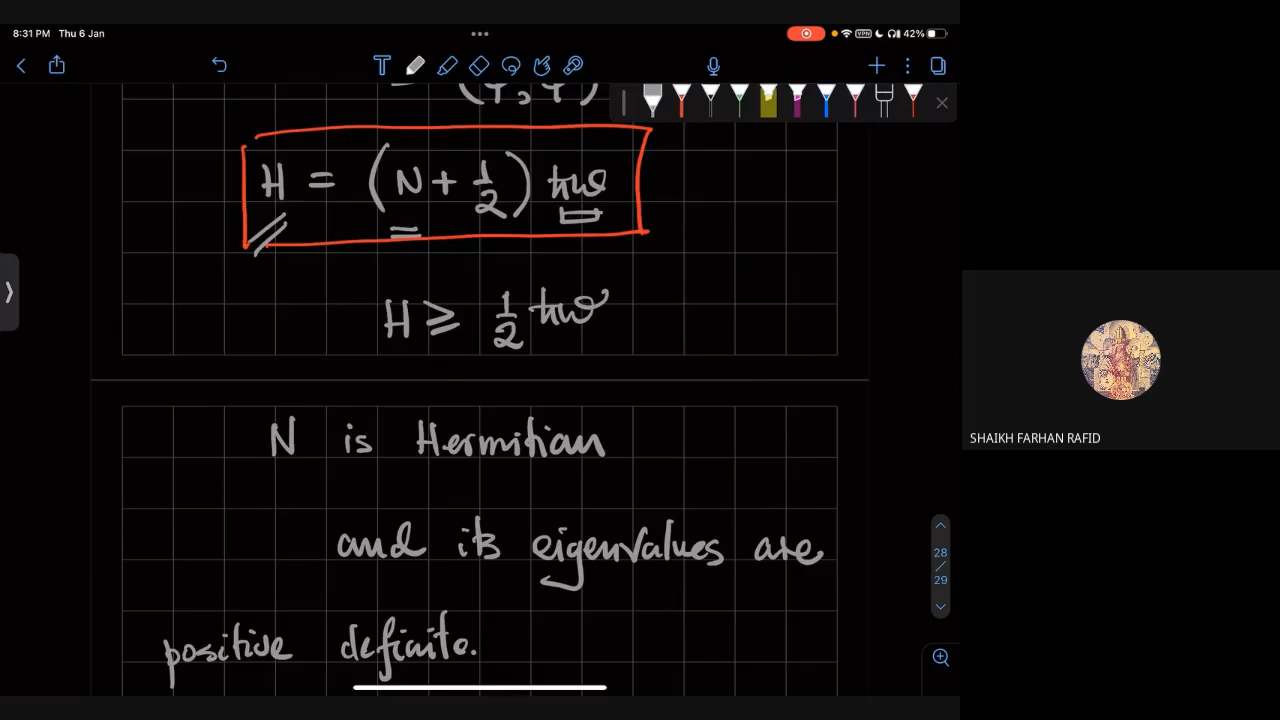 8:31 PM Thu 6 Jan
VPN 42%
T
= (φ, φ)
H = (N + 1/2) ħω
H ≥ 1/2 ħω
N is Hermitian
and its eigenvalues are
positive definite.
28
/
29
SHAIKH FARHAN RAFID